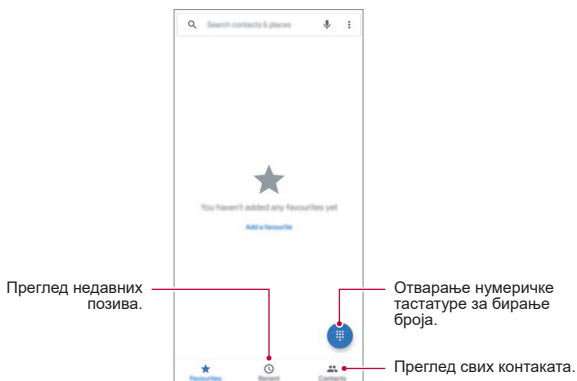 Search contacts & places
You haven't added any favourites yet
Add a favourite
Преглед недавних
позива.
Отварање нумеричке
тастатуре за бирање
броја.
Favourites
Recent
Contacts
Преглед свих контаката.